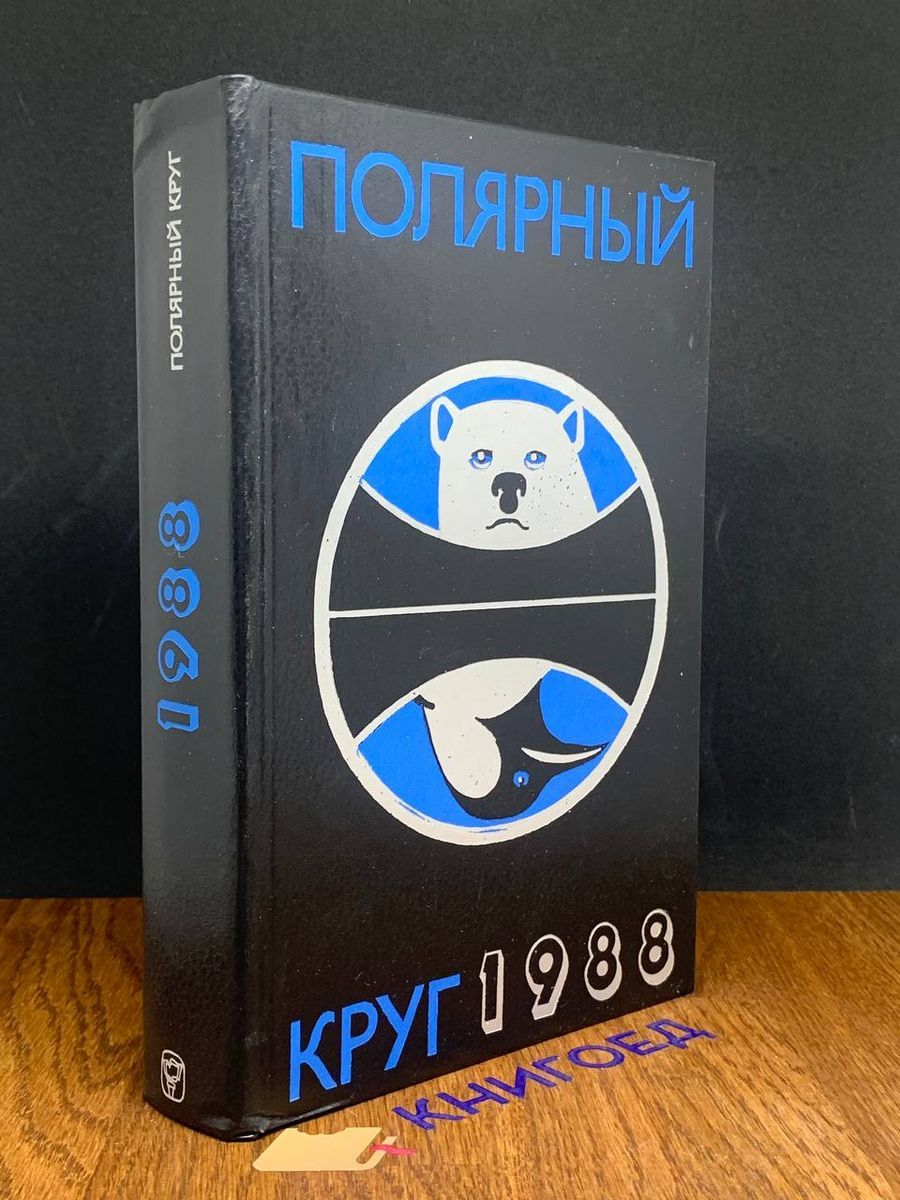 ПОЛЯРНЫЙ КРУГ
1988
ПОЛЯРНЫЙ
КРУГ 1988
КНИГОЕД